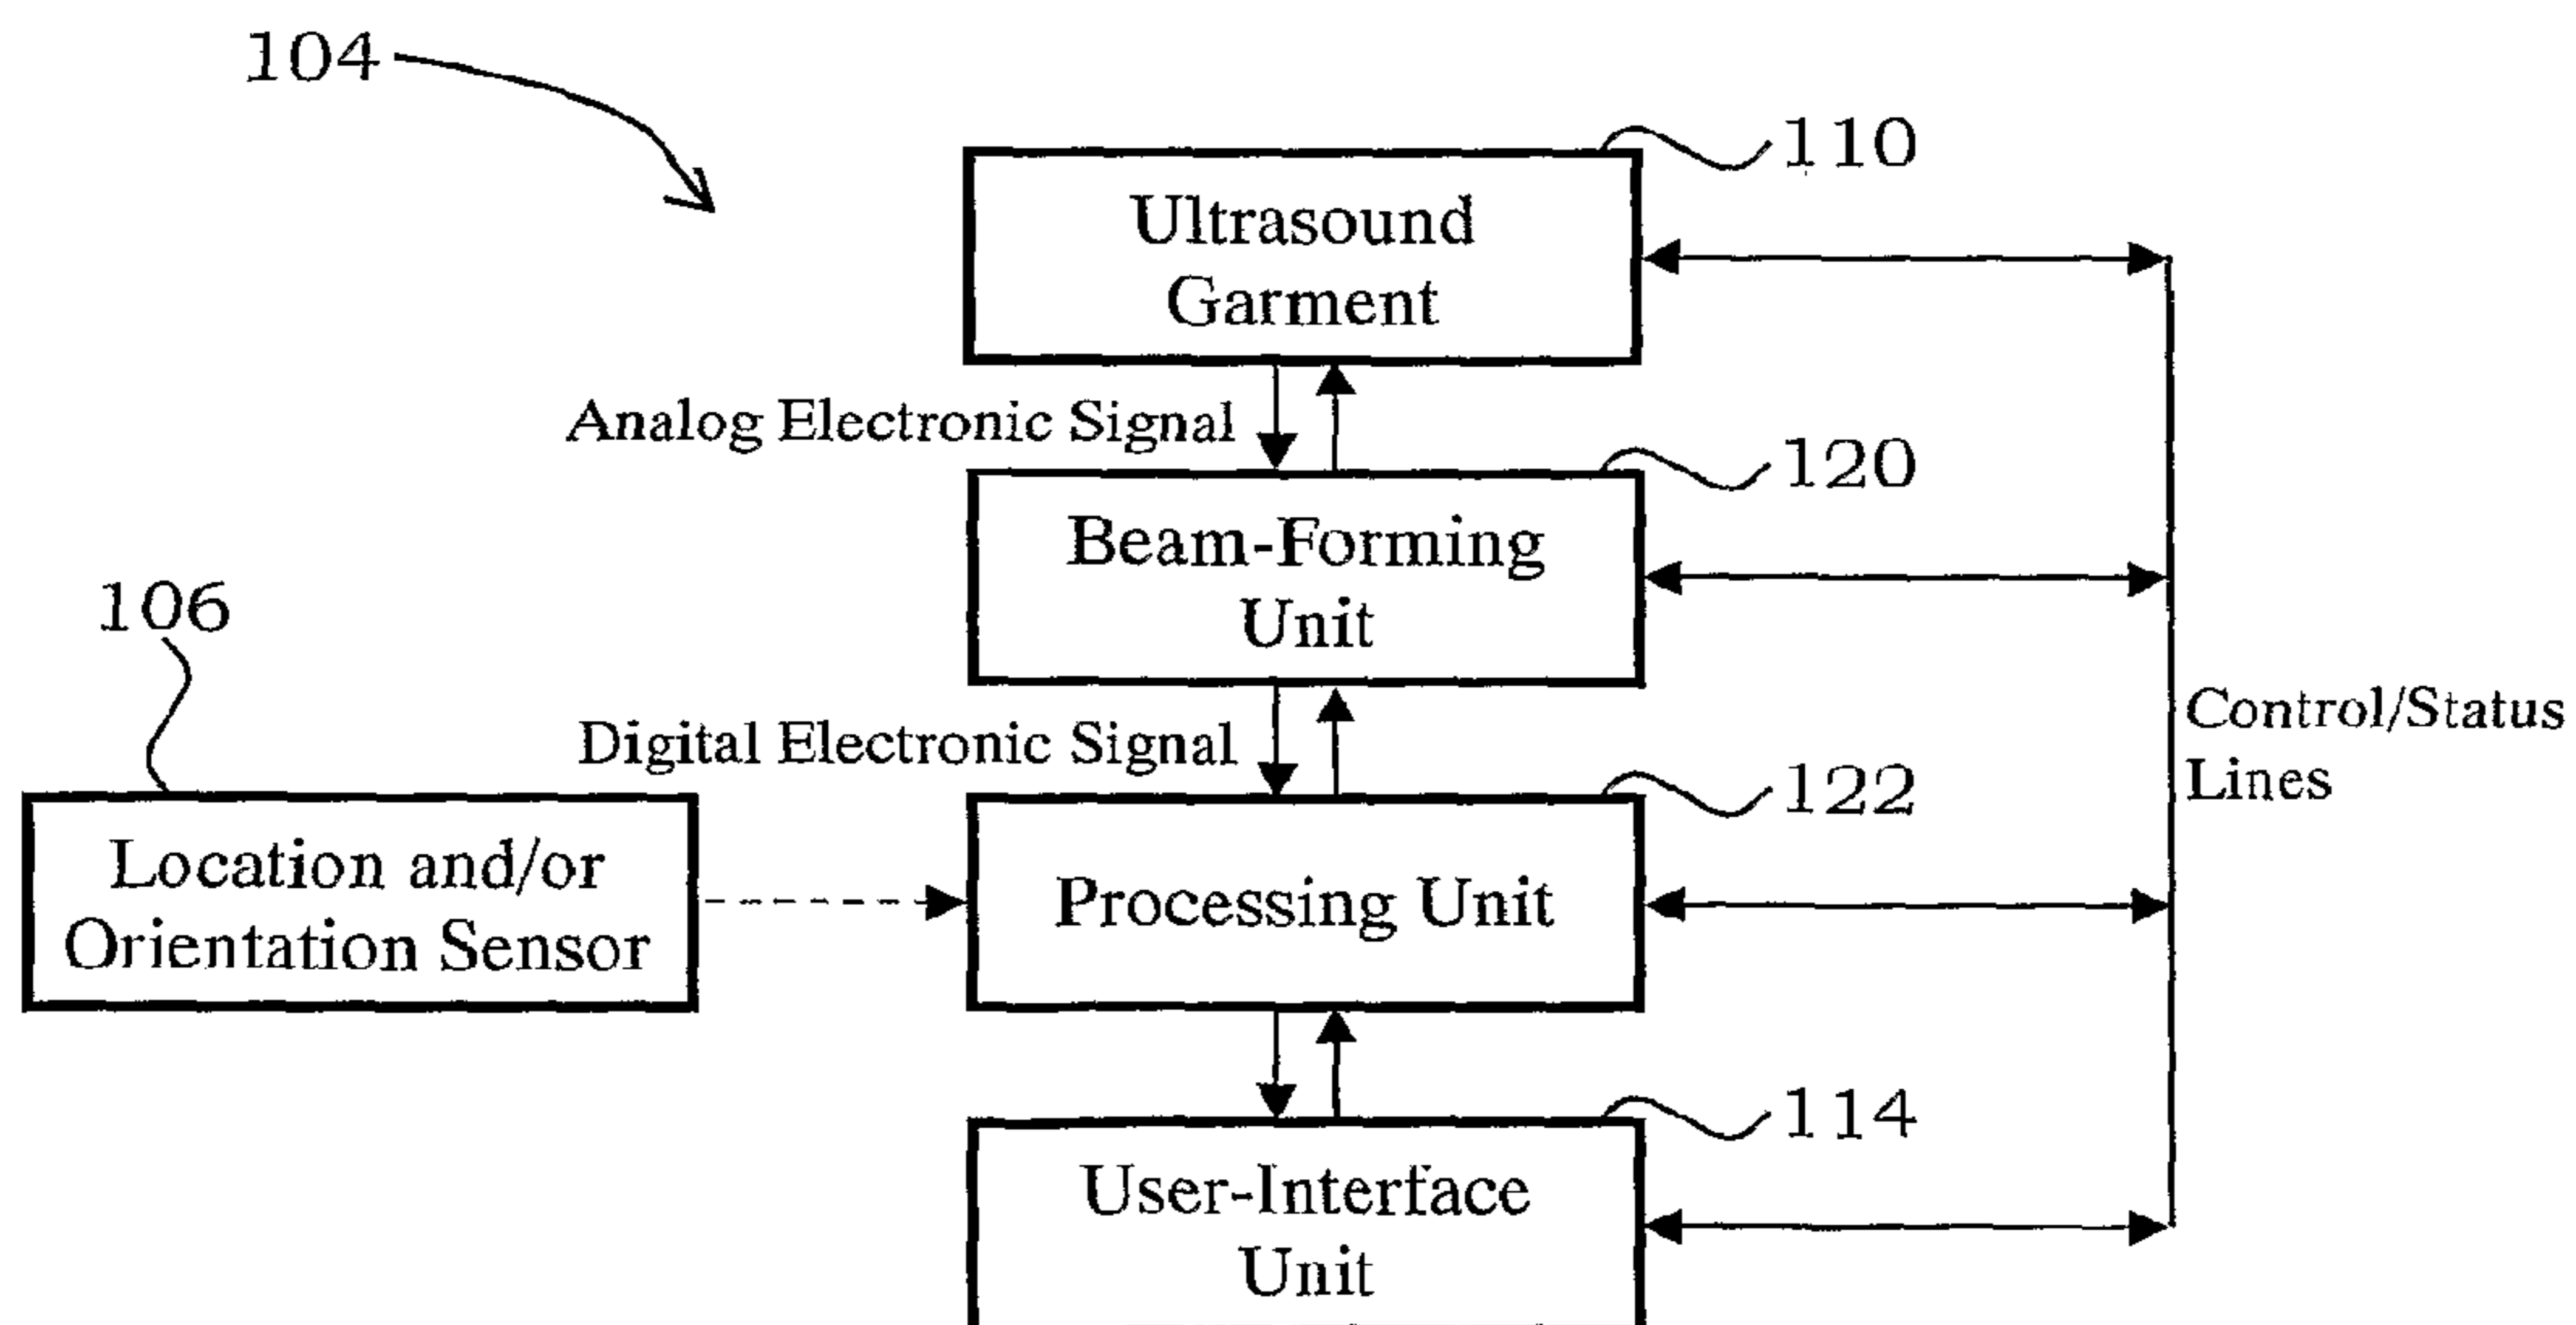 104
110
Ultrasound
Garment
Analog Electronic Signal
120
Beam-Forming
Unit
106
Digital Electronic Signal
Control/Status
Lines
122
Location and/or
Orientation Sensor
Processing Unit
114
User-Interface
Unit